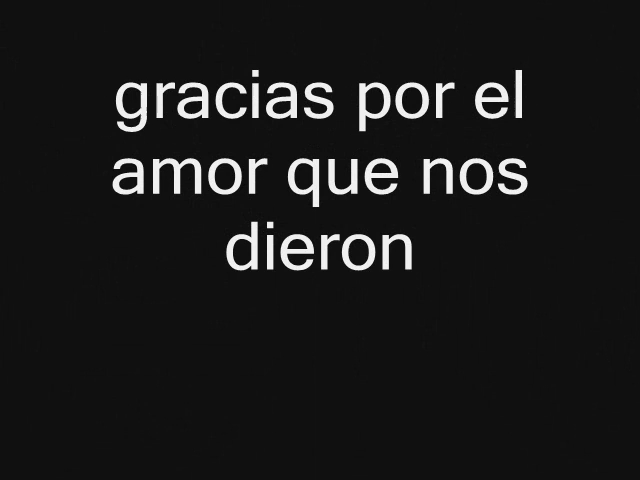 gracias por el
amor que nos
dieron